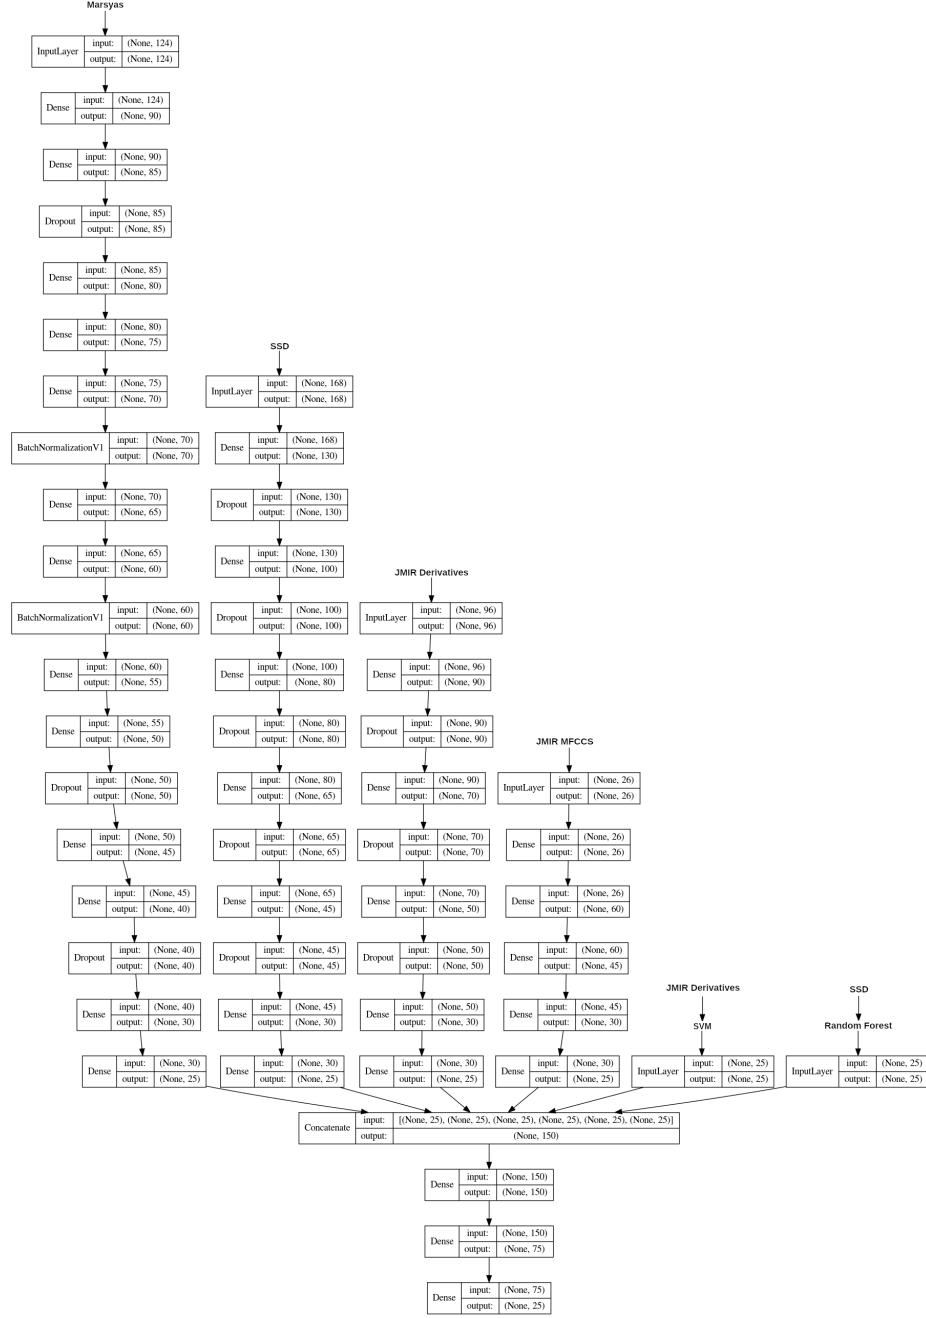 Marsyas
InputLayer input: (None, 124)
output: (None, 124)
Dense input: (None, 124)
output: (None, 90)
Dense input: (None, 90)
output: (None, 85)
Dropout input: (None, 85)
output: (None, 85)
Dense input: (None, 85)
output: (None, 80)
Dense input: (None, 80)
output: (None, 75)
Dense input: (None, 75)
output: (None, 70)
BatchNormalizationV1 input: (None, 70)
output: (None, 70)
Dense input: (None, 70)
output: (None, 65)
Dense input: (None, 65)
output: (None, 60)
BatchNormalizationV1 input: (None, 60)
output: (None, 60)
Dense input: (None, 60)
output: (None, 55)
Dense input: (None, 55)
output: (None, 50)
Dropout input: (None, 50)
output: (None, 50)
Dense input: (None, 50)
output: (None, 45)
Dense input: (None, 45)
output: (None, 40)
Dropout input: (None, 40)
output: (None, 40)
Dense input: (None, 40)
output: (None, 30)
Dense input: (None, 30)
output: (None, 25)
SSD
InputLayer input: (None, 168)
output: (None, 168)
Dense input: (None, 168)
output: (None, 130)
Dropout input: (None, 130)
output: (None, 130)
Dense input: (None, 130)
output: (None, 100)
Dropout input: (None, 100)
output: (None, 100)
Dense input: (None, 100)
output: (None, 80)
Dropout input: (None, 80)
output: (None, 80)
Dense input: (None, 80)
output: (None, 65)
Dropout input: (None, 65)
output: (None, 65)
Dense input: (None, 65)
output: (None, 45)
Dropout input: (None, 45)
output: (None, 45)
Dense input: (None, 45)
output: (None, 30)
Dense input: (None, 30)
output: (None, 25)
JMIR Derivatives
InputLayer input: (None, 96)
output: (None, 96)
Dense input: (None, 96)
output: (None, 90)
Dropout input: (None, 90)
output: (None, 90)
Dense input: (None, 90)
output: (None, 70)
Dropout input: (None, 70)
output: (None, 70)
Dense input: (None, 70)
output: (None, 50)
Dropout input: (None, 50)
output: (None, 50)
Dense input: (None, 50)
output: (None, 30)
Dense input: (None, 30)
output: (None, 25)
JMIR MFCCS
InputLayer input: (None, 26)
output: (None, 26)
Dense input: (None, 26)
output: (None, 26)
Dense input: (None, 26)
output: (None, 60)
Dense input: (None, 60)
output: (None, 45)
Dense input: (None, 45)
output: (None, 30)
Dense input: (None, 30)
output: (None, 25)
JMIR Derivatives
SVM
InputLayer input: (None, 25)
output: (None, 25)
SSD
Random Forest
InputLayer input: (None, 25)
output: (None, 25)
Concatenate input: [(None, 25), (None, 25), (None, 25), (None, 25), (None, 25), (None, 25)]
output: (None, 150)
Dense input: (None, 150)
output: (None, 150)
Dense input: (None, 150)
output: (None, 75)
Dense input: (None, 75)
output: (None, 25)